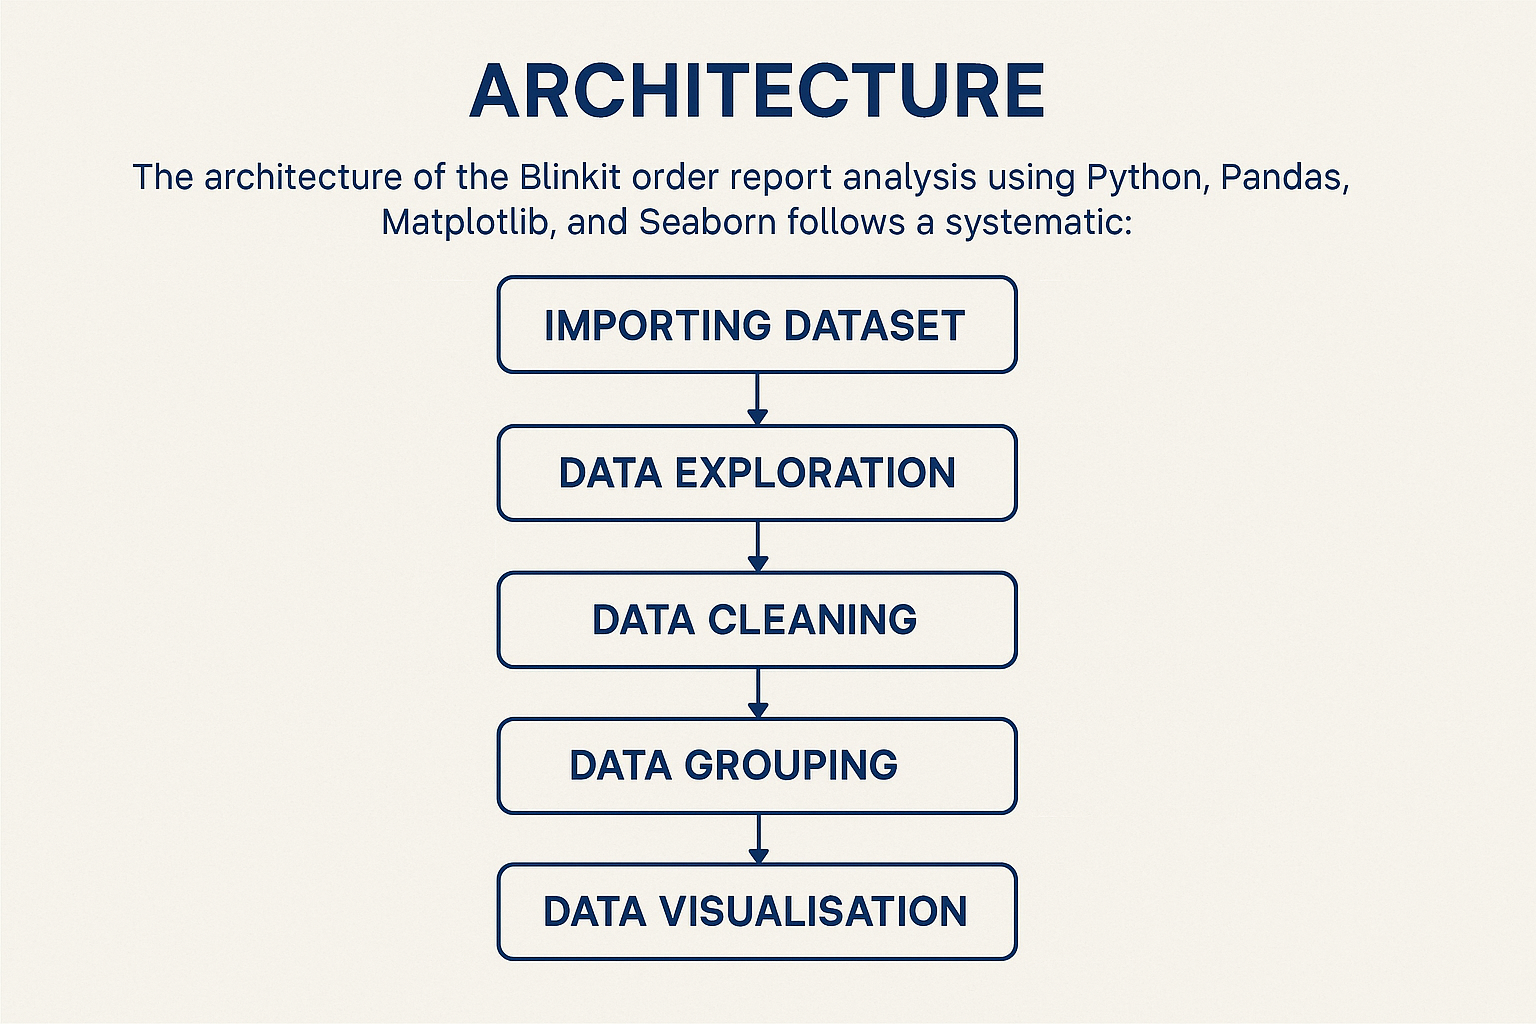 ARCHITECTURE
The architecture of the Blinkit order report analysis using Python, Pandas,
Matplotlib, and Seaborn follows a systematic:
IMPORTING DATASET
DATA EXPLORATION
DATA CLEANING
DATA GROUPING
DATA VISUALISATION